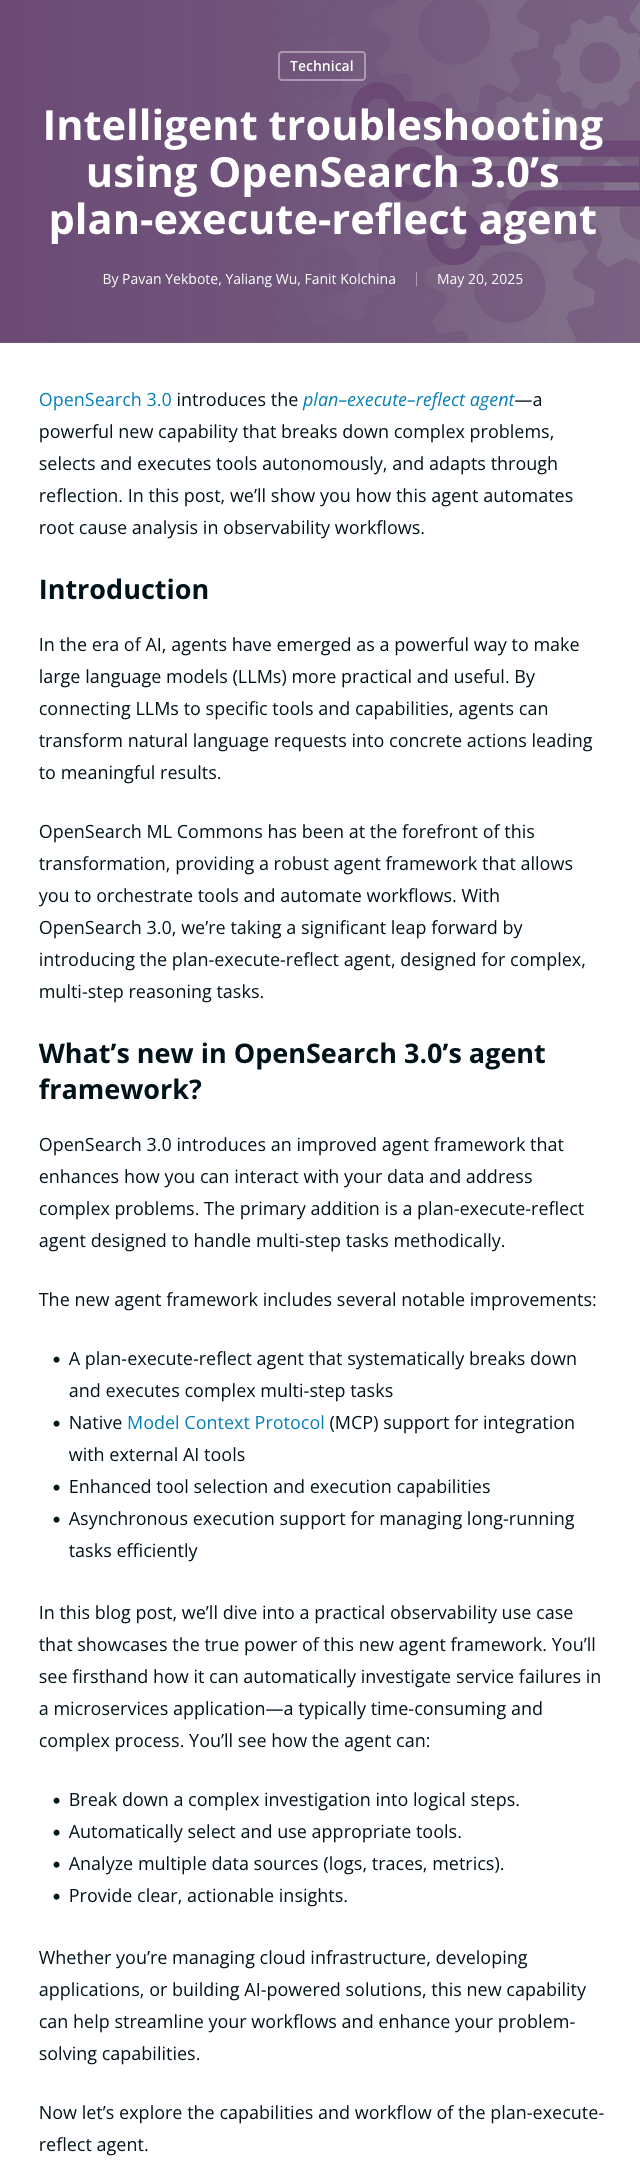 Technical
Intelligent troubleshooting
using OpenSearch 3.0’s
plan-execute-reflect agent
By Pavan Yekbote, Yaliang Wu, Fanit Kolchina | May 20, 2025
OpenSearch 3.0 introduces the plan–execute–reflect agent—a
powerful new capability that breaks down complex problems,
selects and executes tools autonomously, and adapts through
reflection. In this post, we’ll show you how this agent automates
root cause analysis in observability workflows.
Introduction
In the era of AI, agents have emerged as a powerful way to make
large language models (LLMs) more practical and useful. By
connecting LLMs to specific tools and capabilities, agents can
transform natural language requests into concrete actions leading
to meaningful results.
OpenSearch ML Commons has been at the forefront of this
transformation, providing a robust agent framework that allows
you to orchestrate tools and automate workflows. With
OpenSearch 3.0, we’re taking a significant leap forward by
introducing the plan-execute-reflect agent, designed for complex,
multi-step reasoning tasks.
What’s new in OpenSearch 3.0’s agent
framework?
OpenSearch 3.0 introduces an improved agent framework that
enhances how you can interact with your data and address
complex problems. The primary addition is a plan-execute-reflect
agent designed to handle multi-step tasks methodically.
The new agent framework includes several notable improvements:
• A plan-execute-reflect agent that systematically breaks down
and executes complex multi-step tasks
• Native Model Context Protocol (MCP) support for integration
with external AI tools
• Enhanced tool selection and execution capabilities
• Asynchronous execution support for managing long-running
tasks efficiently
In this blog post, we’ll dive into a practical observability use case
that showcases the true power of this new agent framework. You’ll
see firsthand how it can automatically investigate service failures in
a microservices application—a typically time-consuming and
complex process. You’ll see how the agent can:
• Break down a complex investigation into logical steps.
• Automatically select and use appropriate tools.
• Analyze multiple data sources (logs, traces, metrics).
• Provide clear, actionable insights.
Whether you’re managing cloud infrastructure, developing
applications, or building AI-powered solutions, this new capability
can help streamline your workflows and enhance your problem-
solving capabilities.
Now let’s explore the capabilities and workflow of the plan-execute-
reflect agent.